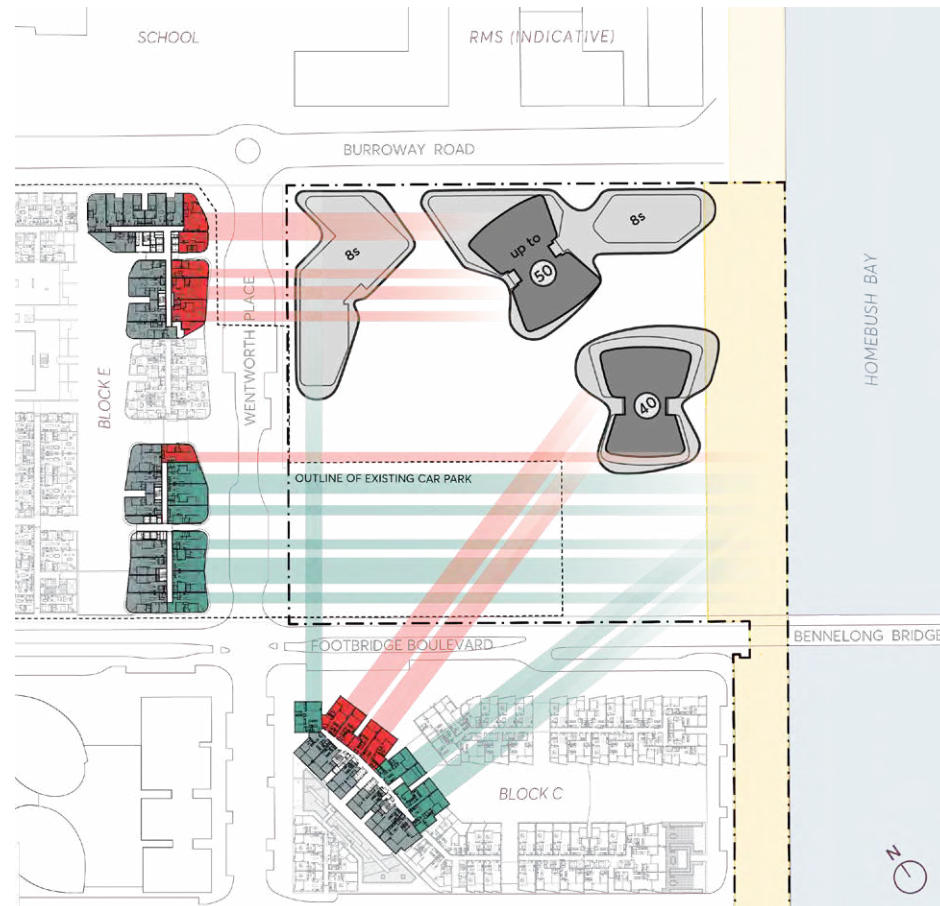 SCHOOL
RMS (INDICATIVE)
BURROWAY ROAD
8s
up to
50
8s
WENTWORTH PLACE
BLOCK E
HOMEBUSH BAY
40
OUTLINE OF EXISTING CAR PARK
FOOTBRIDGE BOULEVARD
BENNELONG BRIDGE
BLOCK C
N